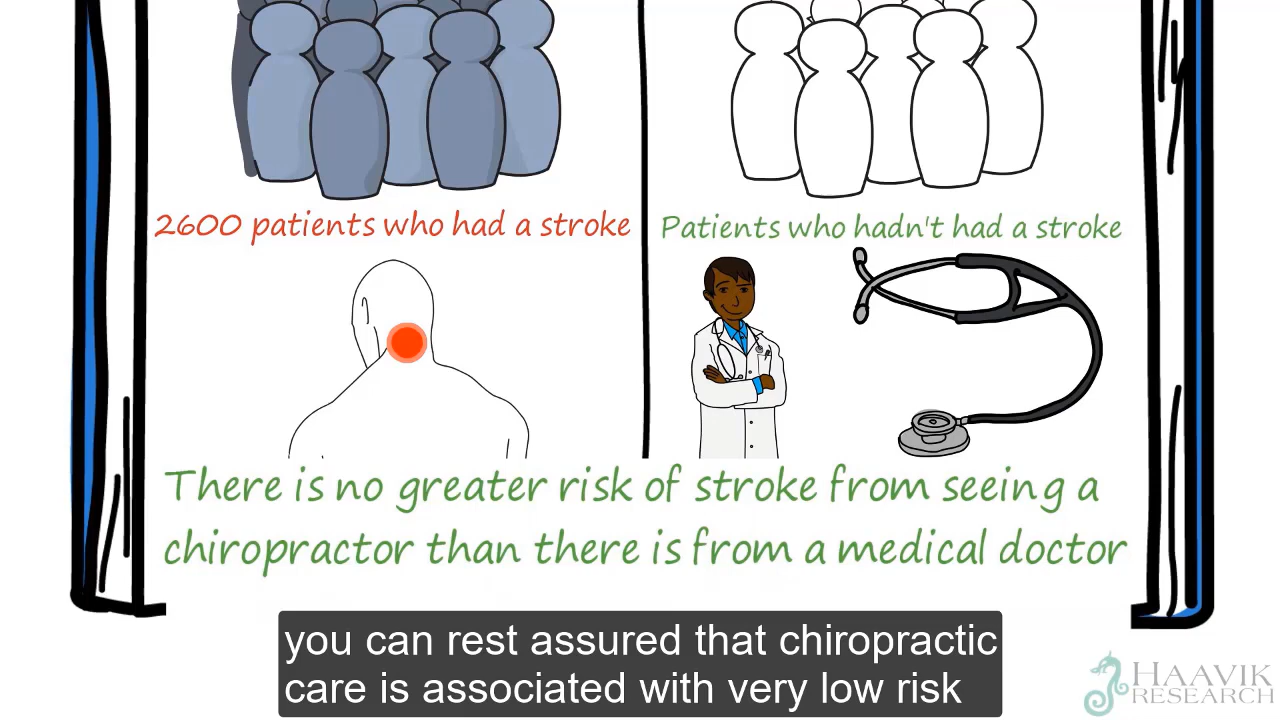 2600 patients who had a stroke
Patients who hadn't had a stroke
There is no greater risk of stroke from seeing a
chiropractor than there is from a medical doctor
you can rest assured that chiropractic
care is associated with very low risk
HAAVIK
RESEARCH